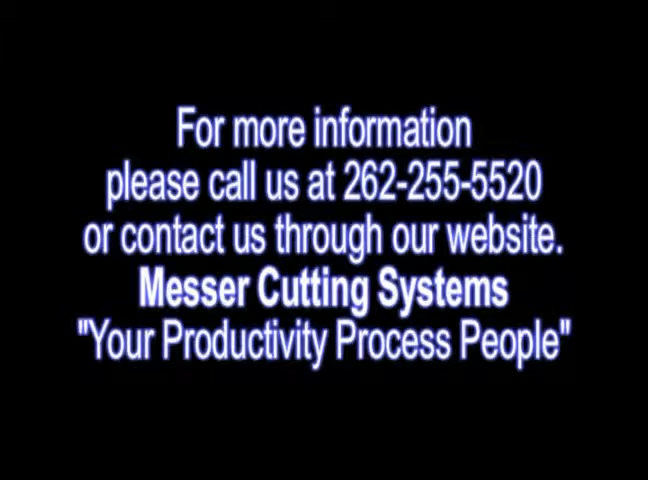 For more information
please call us at 262-255-5520
or contact us through our website.
Messer Cutting Systems
"Your Productivity Process People"